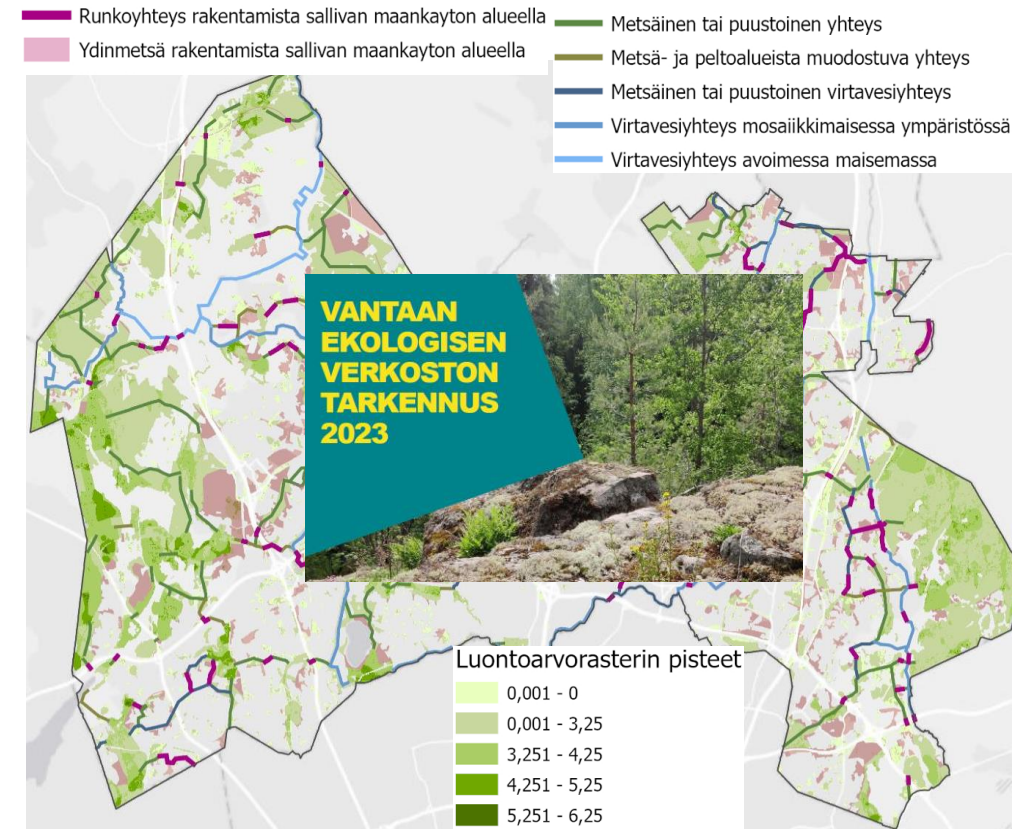 Runkoyhteys rakentamista sallivan maankayton alueella
Ydinmetsä rakentamista sallivan maankayton alueella
Metsäinen tai puustoinen yhteys
Metsä- ja peltoalueista muodostuva yhteys
Metsäinen tai puustoinen virtavesiyhteys
Virtavesiyhteys mosaiikkimaisessa ympäristössä
Virtavesiyhteys avoimessa maisemassa
VANTAAN
EKOLOGISEN
VERKOSTON
TARKENNUS
2023
Luontoarvorasterin pisteet
0,001 - 0
0,001 - 3,25
3,251 - 4,25
4,251 - 5,25
5,251 - 6,25